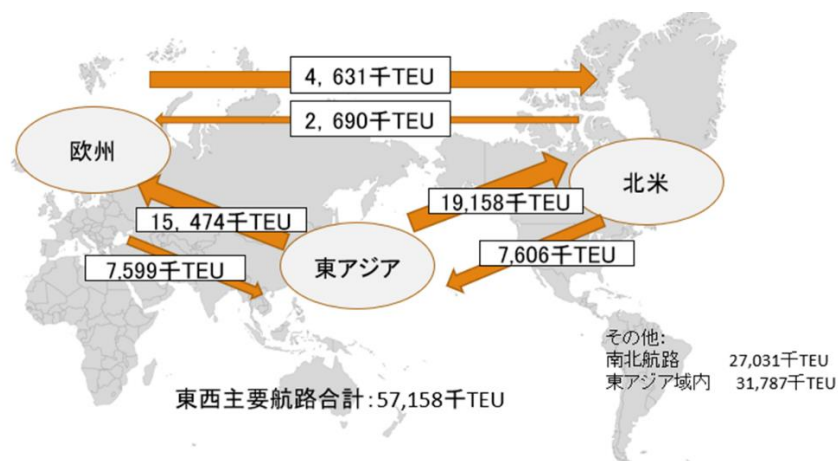 4, 631千TEU
2, 690千TEU
欧州
北米
19,158千TEU
15, 474千TEU
7,606千TEU
7,599千TEU
東アジア
その他:
南北航路 27,031千TEU
東アジア域内 31,787千TEU
東西主要航路合計:57,158千TEU